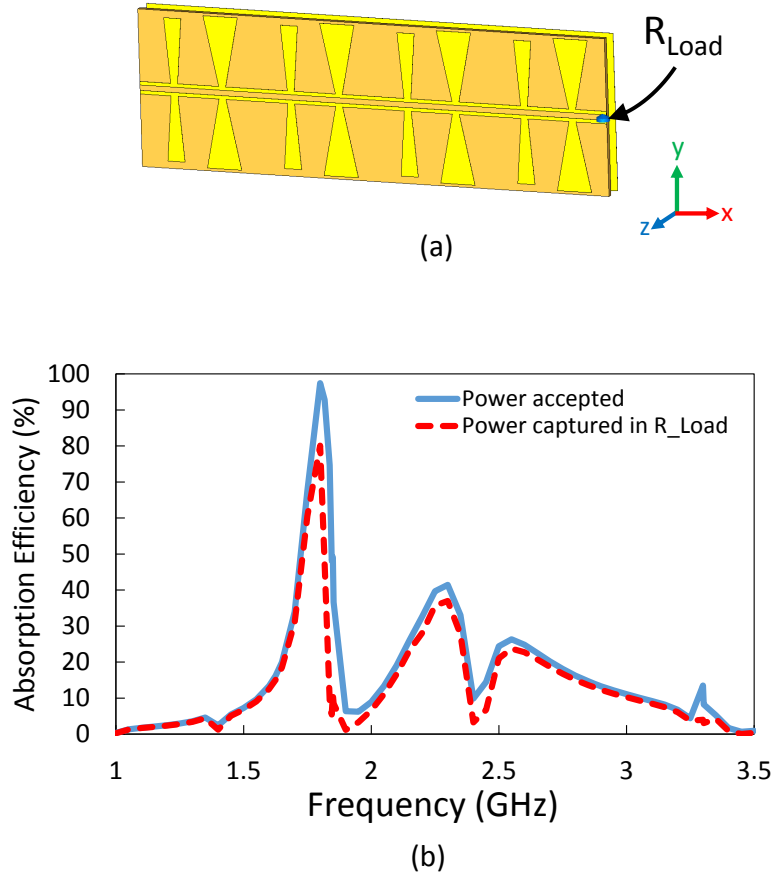 R_Load
y
x
z
(a)
100
90
80
70
60
50
40
30
20
10
0
Absorption Efficiency (%)
Power accepted
Power captured in R_Load
1
1.5
2
2.5
3
3.5
Frequency (GHz)
(b)